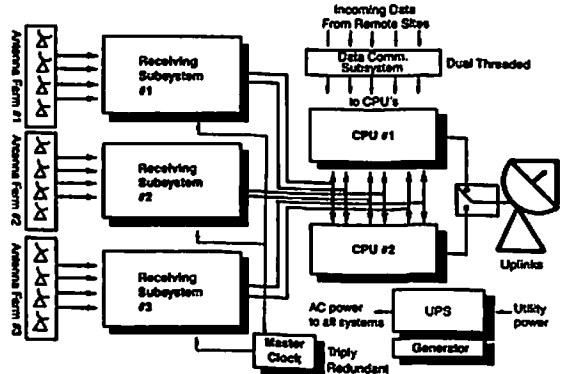 Incoming Data
From Remote Sites
Data Comm.
Subsystem
Dual Threaded
to CPU's
Antenna Farm #1
Receiving
Subsystem
#1
CPU #1
Antenna Farm #2
Receiving
Subsystem
#2
CPU #2
Uplinks
Antenna Farm #3
Receiving
Subsystem
#3
AC power
to all systems
UPS
Utility
power
Generator
Master
Clock
Triply
Redundant